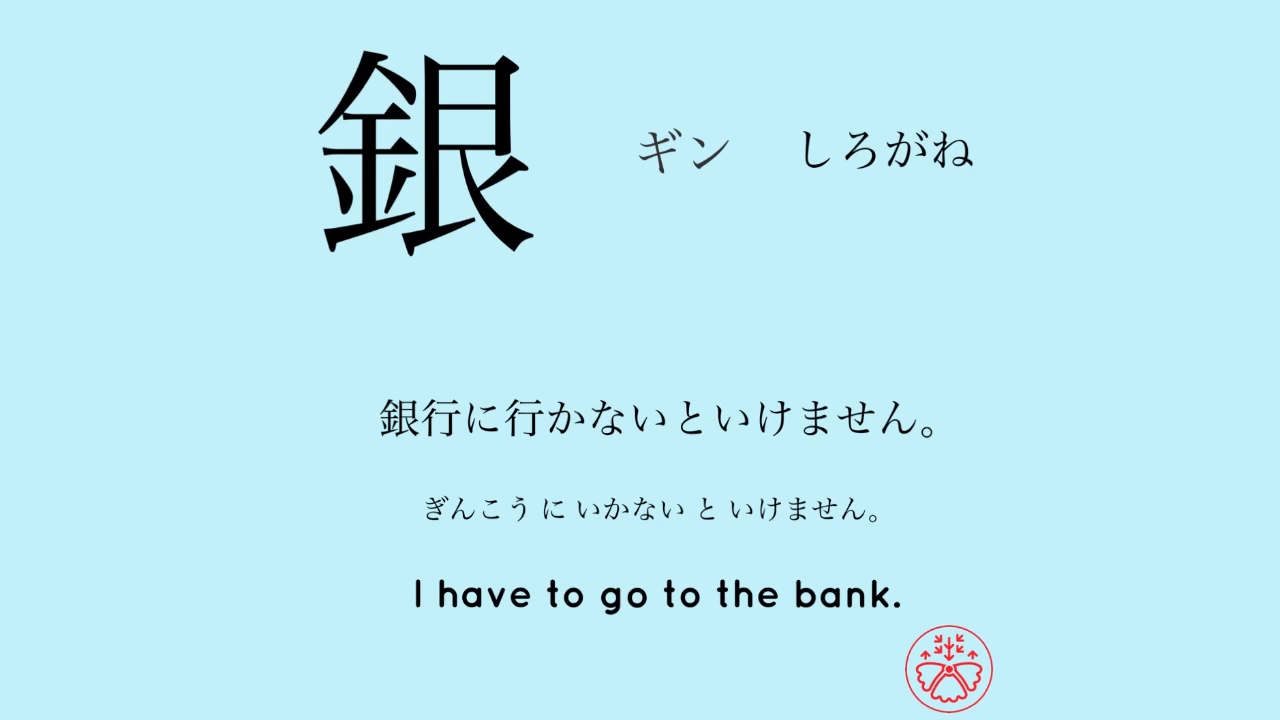 銀 ギン しろがね
銀行に行かないといけません。
ぎんこう に いかない と いけません。
I have to go to the bank.